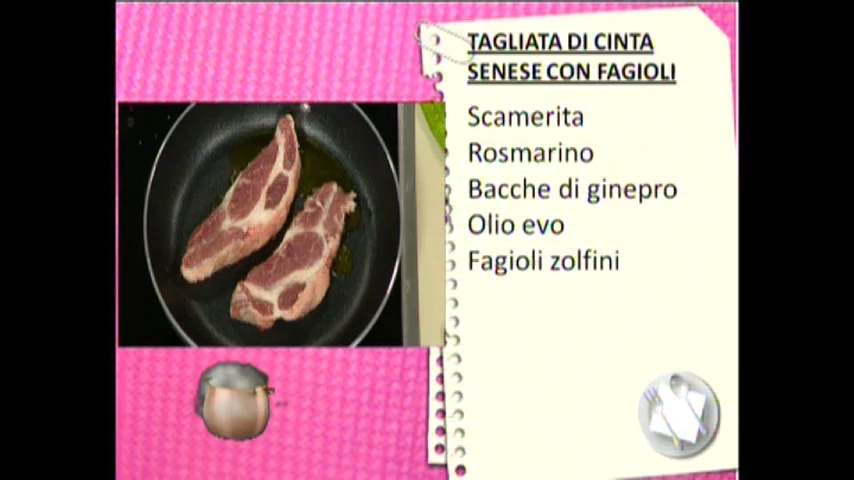 TAGLIATA DI CINTA
SENESE CON FAGIOLI
Scamerita
Rosmarino
Bacche di ginepro
Olio evo
Fagioli zolfini